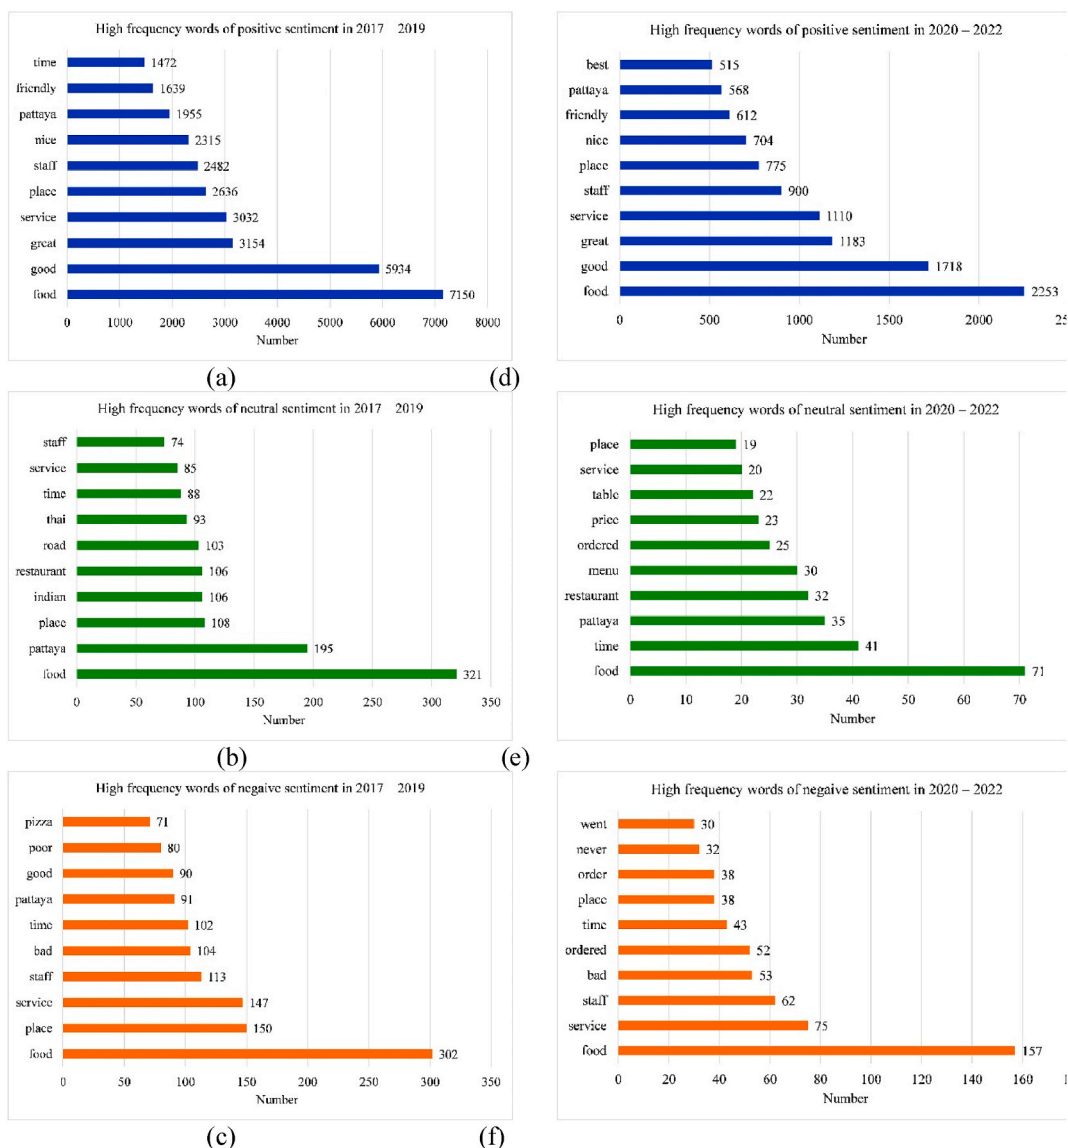 High frequency words of positive sentiment in 2017 2019
time 1472
friendly 1639
pattaya 1955
nice 2315
staff 2482
place 2636
service 3032
great 3154
good 5934
food 7150
0 1000 2000 3000 4000 5000 6000 7000 8000
Number
(a)
High frequency words of positive sentiment in 2020 – 2022
best 515
pattaya 568
friendly 612
nice 704
place 775
staff 900
service 1110
great 1183
good 1718
food 2253
0 500 1000 1500 2000
Number
(d)
High frequency words of neutral sentiment in 2017 2019
staff 74
service 85
time 88
thai 93
road 103
restaurant 106
indian 106
place 108
pattaya 195
food 321
0 50 100 150 200 250 300 350
Number
(b)
High frequency words of neutral sentiment in 2020 – 2022
place 19
service 20
table 22
price 23
ordered 25
menu 30
restaurant 32
pattaya 35
time 41
food 71
0 10 20 30 40 50 60 70
Number
(e)
High frequency words of negaive sentiment in 2017 2019
pizza 71
poor 80
good 90
pattaya 91
time 102
bad 104
staff 113
service 147
place 150
food 302
0 50 100 150 200 250 300 350
Number
(c)
High frequency words of negaive sentiment in 2020 – 2022
went 30
never 32
order 38
place 38
time 43
ordered 52
bad 53
staff 62
service 75
food 157
0 20 40 60 80 100 120 140 160
Number
(f)